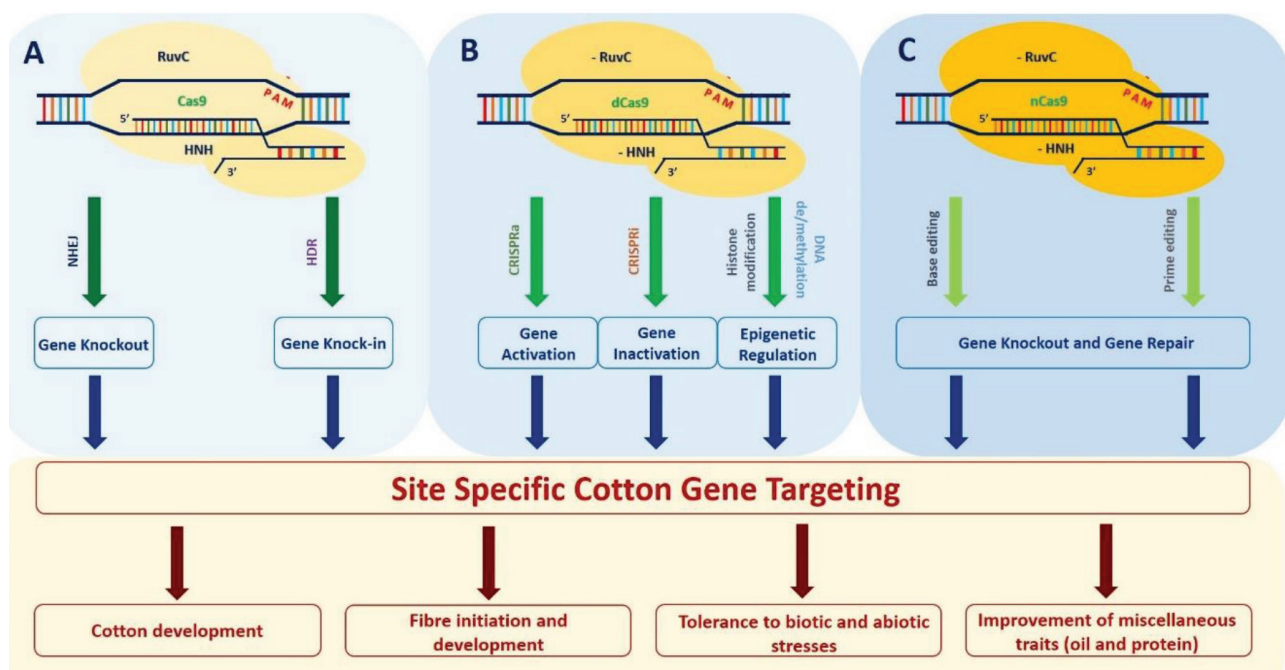 A
RuvC
Cas9
PAM
5′
HNH
3′
NHEJ
HDR
Gene Knockout
Gene Knock-in
B
- RuvC
dCas9
PAM
5′
- HNH
3′
CRISPRa
CRISPRi
Histone
modification
DNA
de/methylation
Gene
Activation
Gene
Inactivation
Epigenetic
Regulation
C
- RuvC
nCas9
PAM
5′
- HNH
3′
Base editing
Prime editing
Gene Knockout and Gene Repair
Site Specific Cotton Gene Targeting
Cotton development
Fibre initiation and
development
Tolerance to biotic and abiotic
stresses
Improvement of miscellaneous
traits (oil and protein)